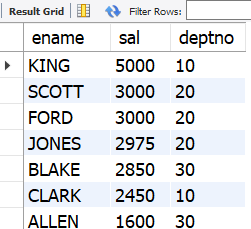 Result Grid Filter Rows:
ename sal deptno
KING 5000 10
SCOTT 3000 20
FORD 3000 20
JONES 2975 20
BLAKE 2850 30
CLARK 2450 10
ALLEN 1600 30